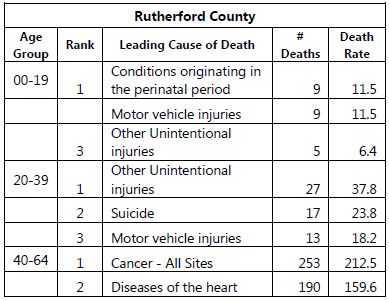 Rutherford County
Age Group Rank Leading Cause of Death # Deaths Death Rate
00-19 1 Conditions originating in the perinatal period 9 11.5
Motor vehicle injuries 9 11.5
3 Other Unintentional injuries 5 6.4
20-39 1 Other Unintentional injuries 27 37.8
2 Suicide 17 23.8
3 Motor vehicle injuries 13 18.2
40-64 1 Cancer - All Sites 253 212.5
2 Diseases of the heart 190 159.6